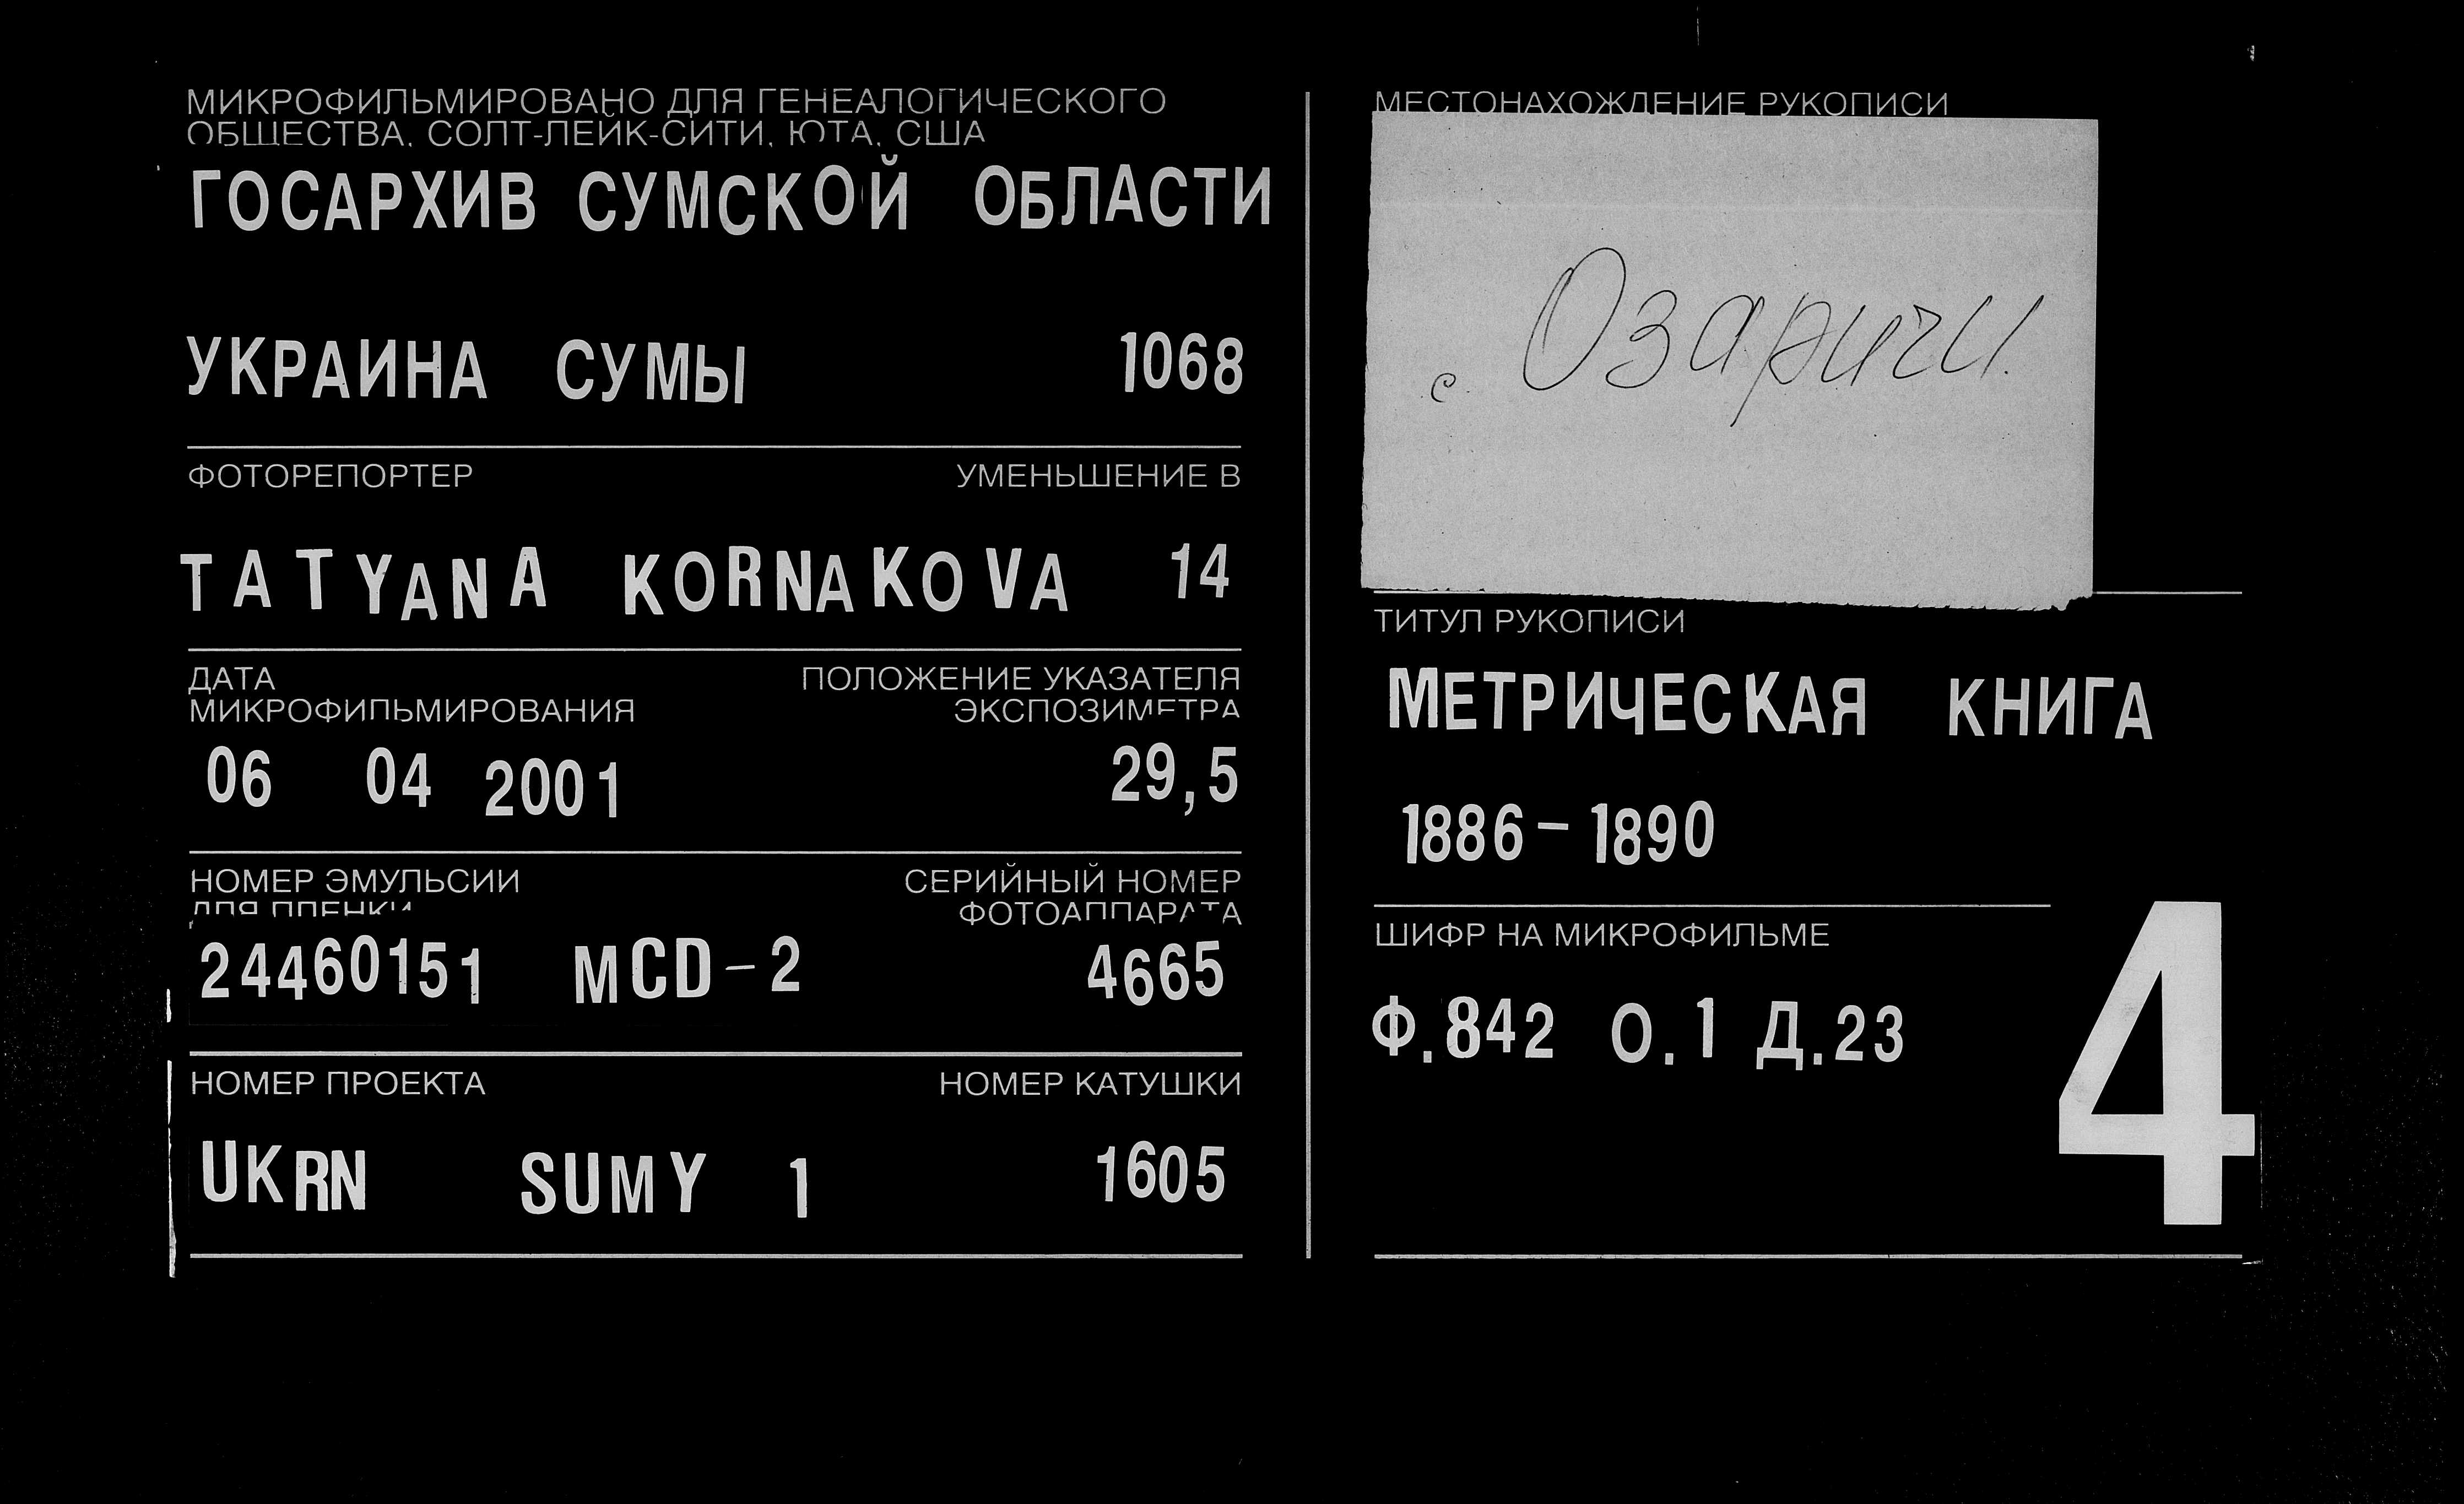 МИКРОФИЛЬМИРОВАНО ДЛЯ ГЕНЕАЛОГИЧЕСКОГО
ОБЩЕСТВА, СОЛТ-ЛЕЙК-СИТИ, ЮТА, США
ГОСАРХИВ СУМСКОЙ ОБЛАСТИ
УКРАИНА СУМЫ 1068
ФОТОРЕПОРТЕР УМЕНЬШЕНИЕ В
TATYANA KORNAKOVA 14
ДАТА ПОЛОЖЕНИЕ УКАЗАТЕЛЯ
МИКРОФИЛЬМИРОВАНИЯ ЭКСПОЗИМЕТРА
06 04 2001 29,5
НОМЕР ЭМУЛЬСИИ СЕРИЙНЫЙ НОМЕР
ДЛЯ ПЛЕНКИ ФОТОАППАРАТА
24460151 MCD-2 4665
НОМЕР ПРОЕКТА НОМЕР КАТУШКИ
UKRN SUMY 1 1605
МЕСТОНАХОЖДЕНИЕ РУКОПИСИ
с. Озаричи.
ТИТУЛ РУКОПИСИ
МЕТРИЧЕСКАЯ КНИГА
1886-1890
ШИФР НА МИКРОФИЛЬМЕ
Ф.842 О.1 Д.23
4